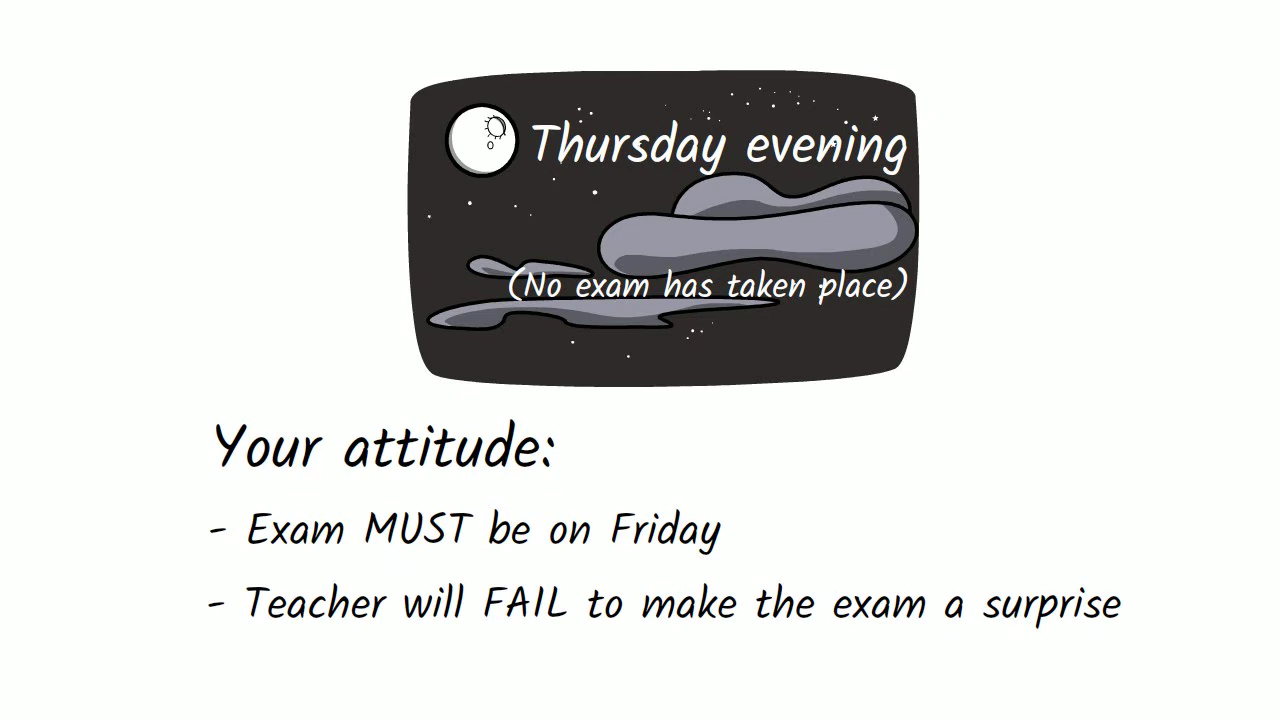 Thursday evening
(No exam has taken place)
Your attitude:
- Exam MUST be on Friday
- Teacher will FAIL to make the exam a surprise